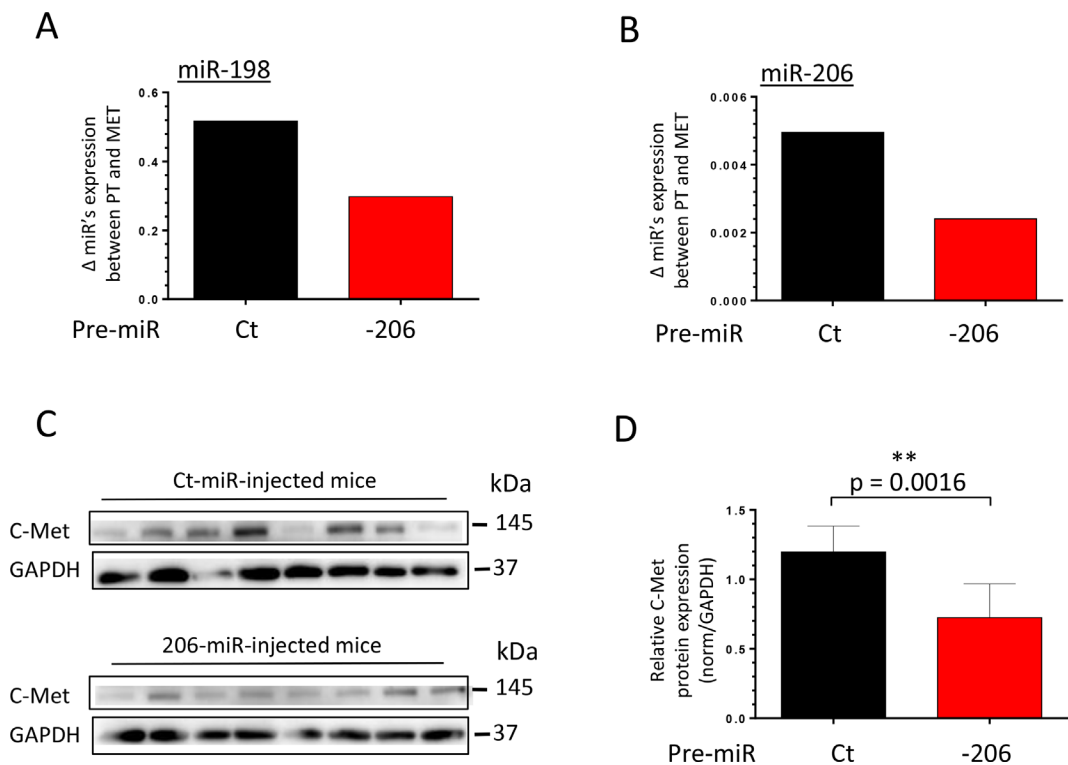 A
miR-198
Δ miR's expression
between PT and MET
0.6
0.4
0.2
0.0
Pre-miR Ct -206
B
miR-206
Δ miR's expression
between PT and MET
0.006
0.004
0.002
0.000
Pre-miR Ct -206
C
Ct-miR-injected mice kDa
C-Met 145
GAPDH 37
206-miR-injected mice kDa
C-Met 145
GAPDH 37
D
**
p = 0.0016
Relative C-Met
protein expression
(norm/GAPDH)
1.5
1.0
0.5
0.0
Pre-miR Ct -206